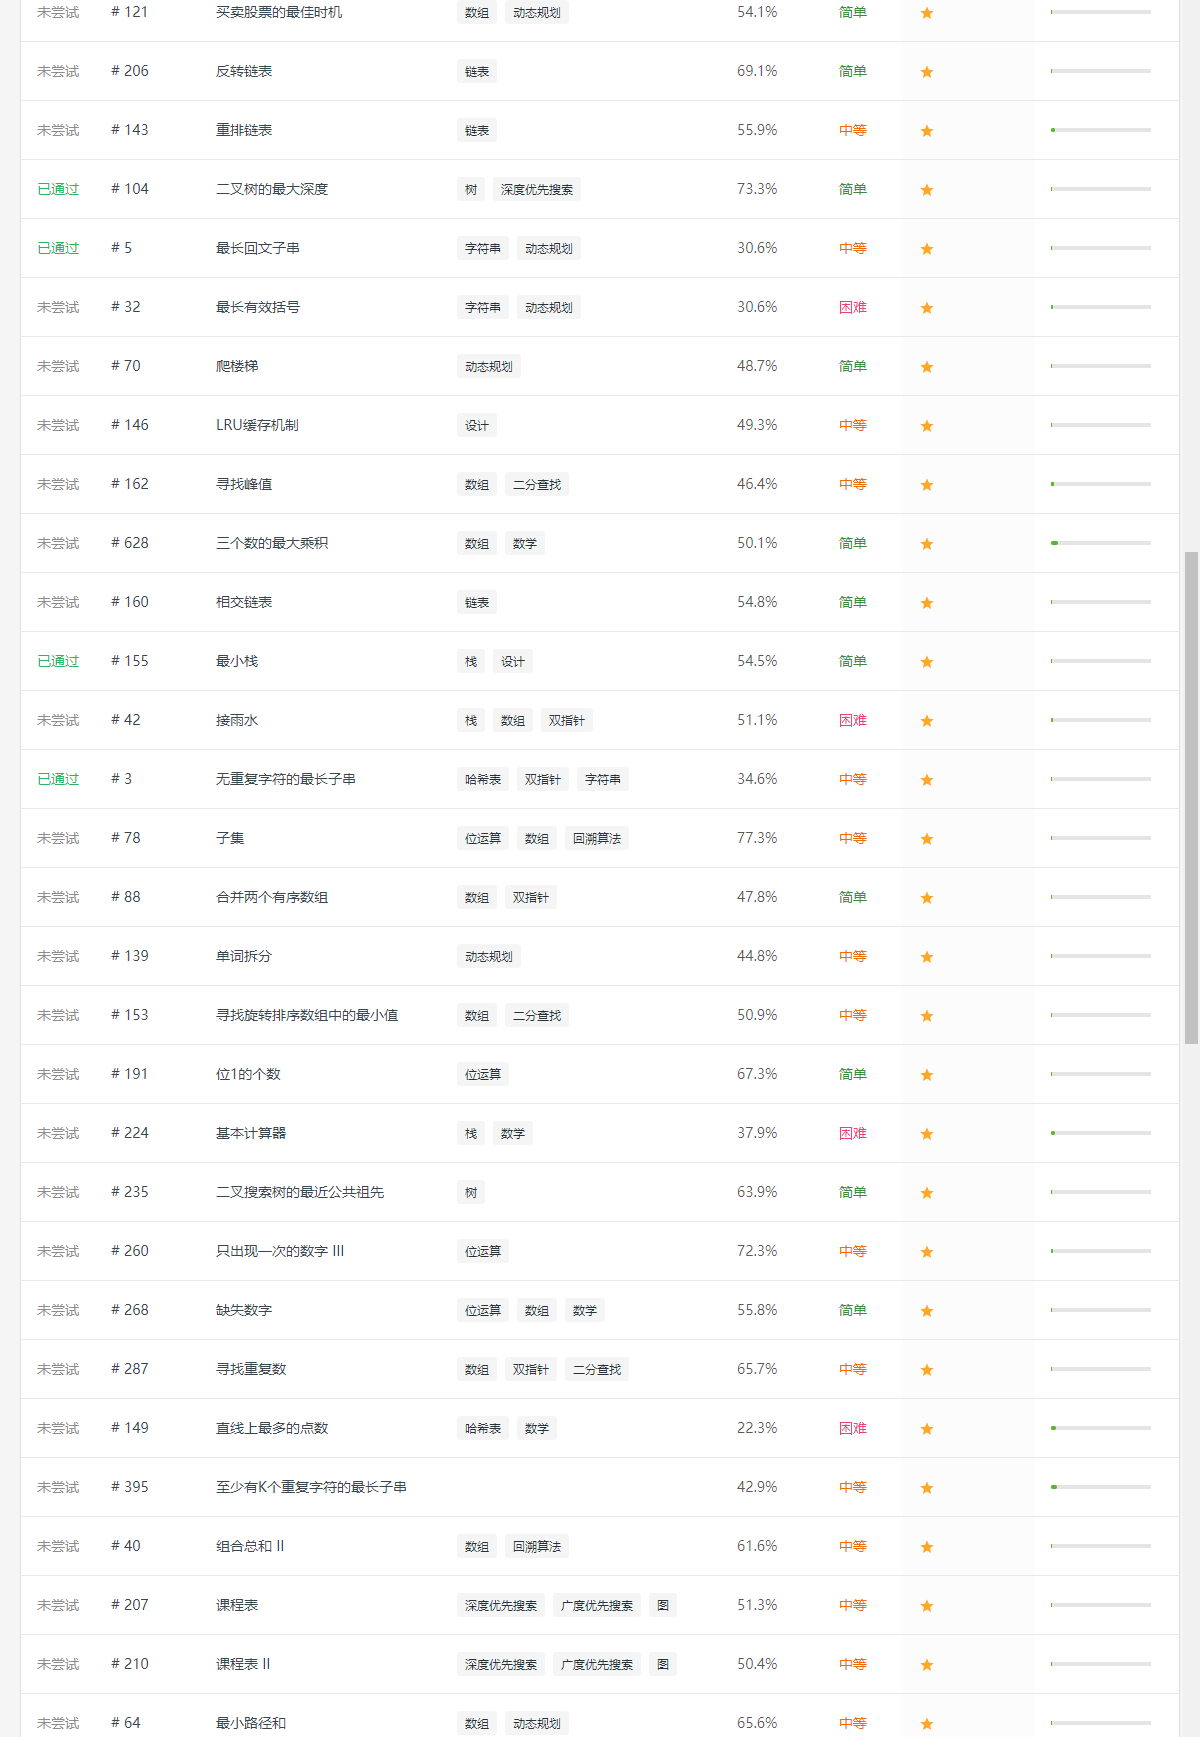 未尝试 # 121 买卖股票的最佳时机 数组 动态规划 54.1% 简单
未尝试 # 206 反转链表 链表 69.1% 简单
未尝试 # 143 重排链表 链表 55.9% 中等
已通过 # 104 二叉树的最大深度 树 深度优先搜索 73.3% 简单
已通过 # 5 最长回文子串 字符串 动态规划 30.6% 中等
未尝试 # 32 最长有效括号 字符串 动态规划 30.6% 困难
未尝试 # 70 爬楼梯 动态规划 48.7% 简单
未尝试 # 146 LRU缓存机制 设计 49.3% 中等
未尝试 # 162 寻找峰值 数组 二分查找 46.4% 中等
未尝试 # 628 三个数的最大乘积 数组 数学 50.1% 简单
未尝试 # 160 相交链表 链表 54.8% 简单
已通过 # 155 最小栈 栈 设计 54.5% 简单
未尝试 # 42 接雨水 栈 数组 双指针 51.1% 困难
已通过 # 3 无重复字符的最长子串 哈希表 双指针 字符串 34.6% 中等
未尝试 # 78 子集 位运算 数组 回溯算法 77.3% 中等
未尝试 # 88 合并两个有序数组 数组 双指针 47.8% 简单
未尝试 # 139 单词拆分 动态规划 44.8% 中等
未尝试 # 153 寻找旋转排序数组中的最小值 数组 二分查找 50.9% 中等
未尝试 # 191 位1的个数 位运算 67.3% 简单
未尝试 # 224 基本计算器 栈 数学 37.9% 困难
未尝试 # 235 二叉搜索树的最近公共祖先 树 63.9% 简单
未尝试 # 260 只出现一次的数字 III 位运算 72.3% 中等
未尝试 # 268 缺失数字 位运算 数组 数学 55.8% 简单
未尝试 # 287 寻找重复数 数组 双指针 二分查找 65.7% 中等
未尝试 # 149 直线上最多的点数 哈希表 数学 22.3% 困难
未尝试 # 395 至少有K个重复字符的最长子串 42.9% 中等
未尝试 # 40 组合总和 II 数组 回溯算法 61.6% 中等
未尝试 # 207 课程表 深度优先搜索 广度优先搜索 图 51.3% 中等
未尝试 # 210 课程表 II 深度优先搜索 广度优先搜索 图 50.4% 中等
未尝试 # 64 最小路径和 数组 动态规划 65.6% 中等